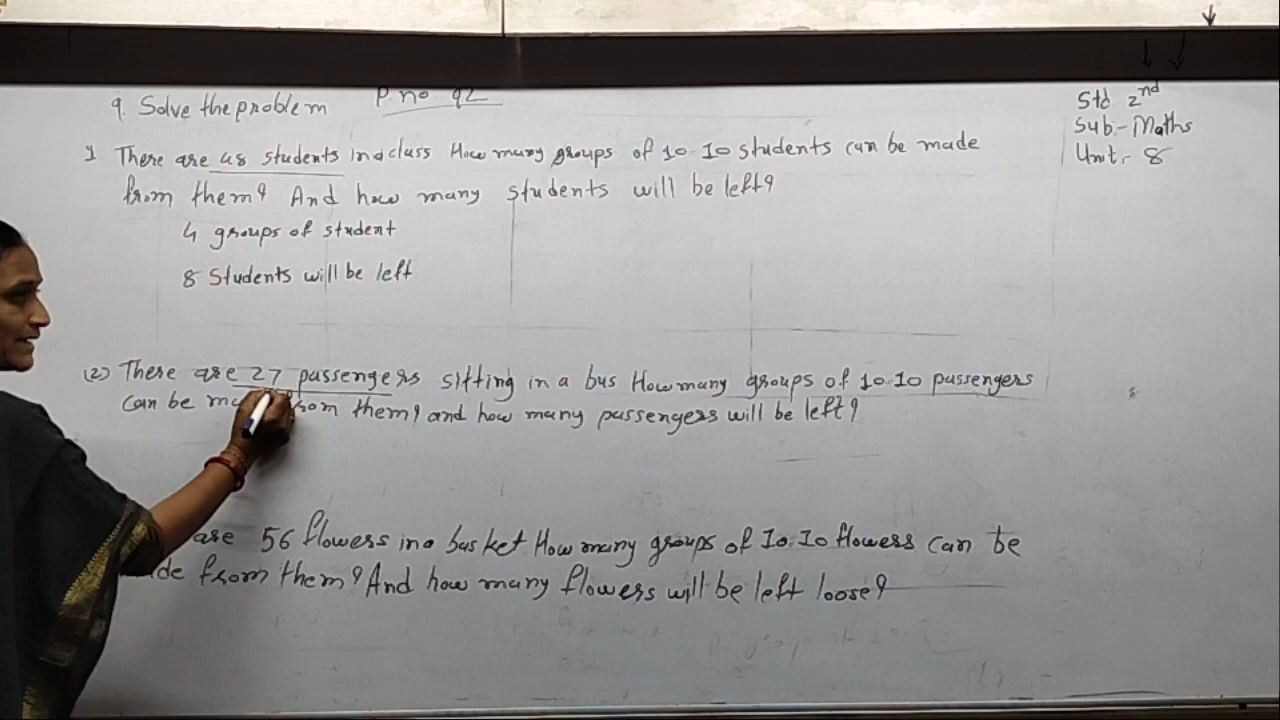 9. Solve the problem P no 92
Std 2nd
Sub:- Maths
Unit:- 8
1 There are 48 students in a class How many groups of 10.10 students can be made
from them? And how many students will be left?
4 groups of student
8 Students will be left
(2) There are 27 passengers sitting in a bus How many groups of 10.10 passengers
can be from them? and how many passengers will be left?
are 56 flowers in a basket How many groups of 10.10 flowers can be
from them? And how many flowers will be left loose?